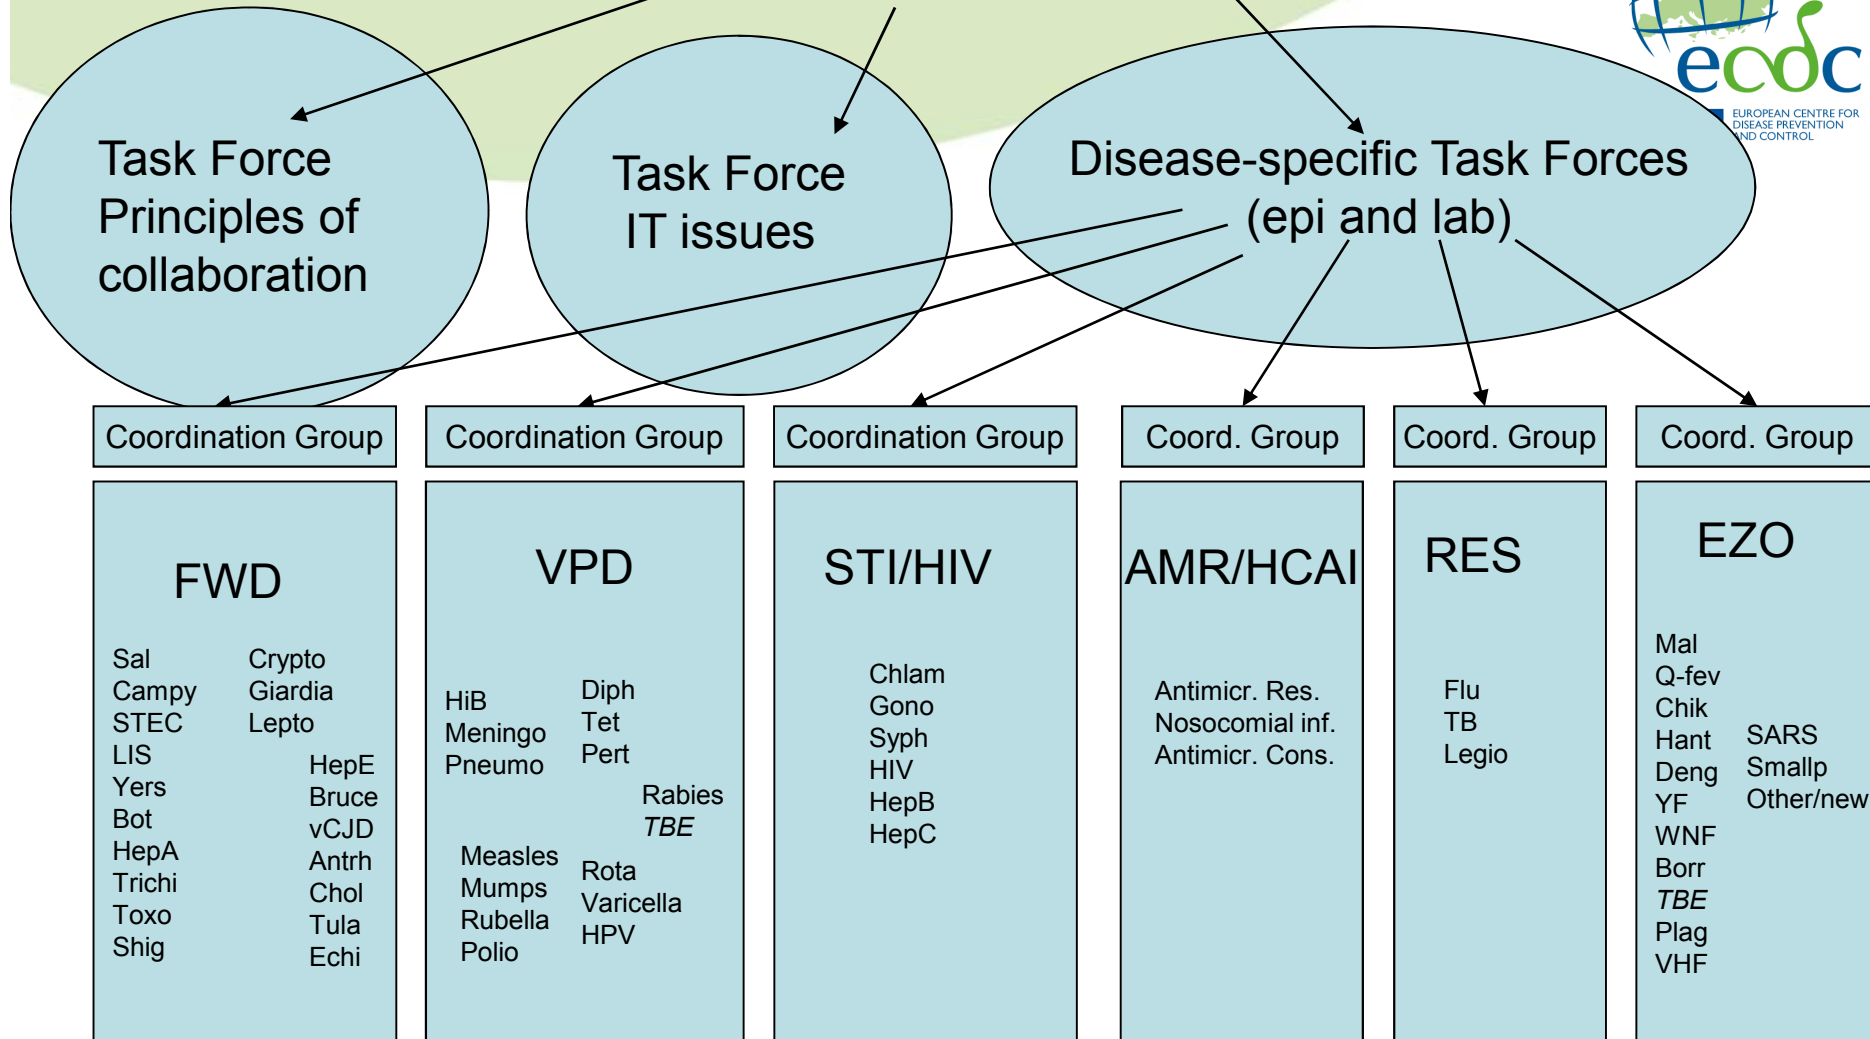 ecdc
EUROPEAN CENTRE FOR
DISEASE PREVENTION
AND CONTROL
Task Force
Principles of
collaboration
Task Force
IT issues
Disease-specific Task Forces
(epi and lab)
Coordination Group
Coordination Group
Coordination Group
Coord. Group
Coord. Group
Coord. Group
FWD
Sal
Campy
STEC
LIS
Yers
Bot
HepA
Trichi
Toxo
Shig
Crypto
Giardia
Lepto
HepE
Bruce
vCJD
Antrh
Chol
Tula
Echi
VPD
HiB
Meningo
Pneumo
Diph
Tet
Pert
Rabies
TBE
Measles
Mumps
Rubella
Polio
Rota
Varicella
HPV
STI/HIV
Chlam
Gono
Syph
HIV
HepB
HepC
AMR/HCAI
Antimicr. Res.
Nosocomial inf.
Antimicr. Cons.
RES
Flu
TB
Legio
EZO
Mal
Q-fev
Chik
Hant
Deng
YF
WNF
Borr
TBE
Plag
VHF
SARS
Smallp
Other/new